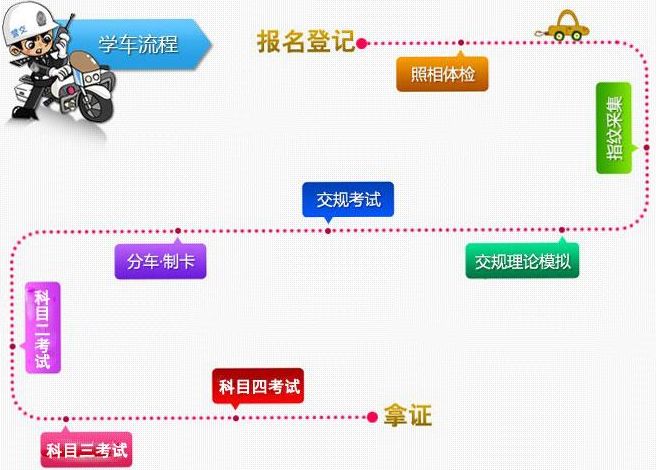 警交
学车流程
报名登记
照相体检
指纹采集
交规理论模拟
交规考试
分车·制卡
科目二考试
科目三考试
科目四考试
拿证